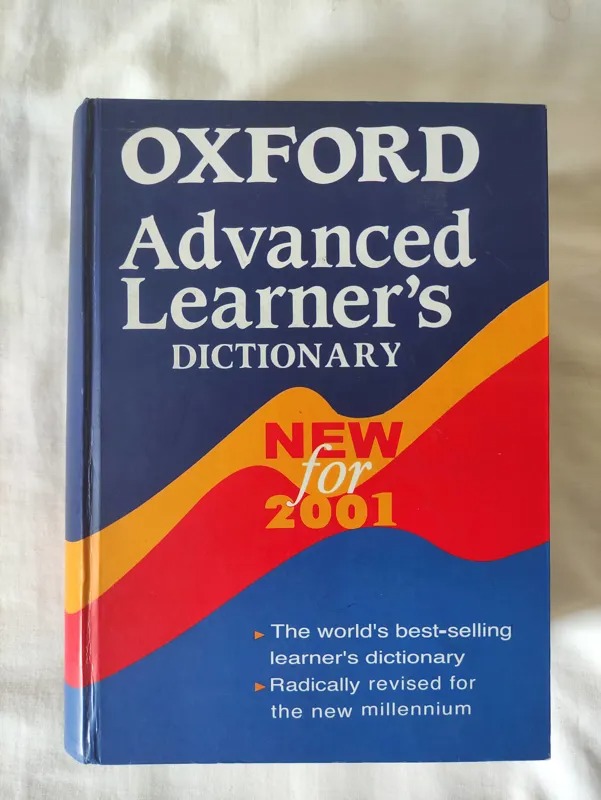 OXFORD
Advanced
Learner's
DICTIONARY
NEW
for
2001
The world's best-selling
learner's dictionary
Radically revised for
the new millennium